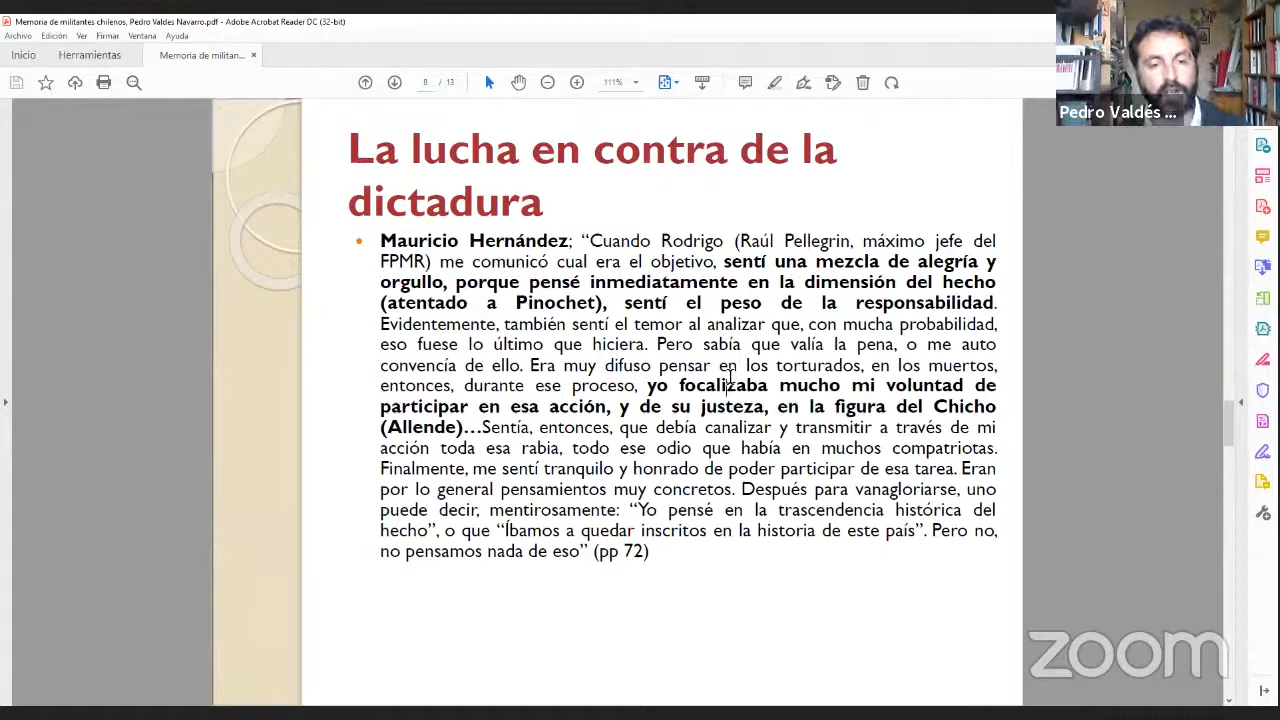 Memoria de militantes chilenos, Pedro Valdes Navarro.pdf - Adobe Acrobat Reader DC (32-bit)
Archivo Edición Ver Firmar Ventana Ayuda
Inicio Herramientas Memoria de militan... ×
8 / 13 111%
Pedro Valdés ...
La lucha en contra de la
dictadura
• Mauricio Hernández; “Cuando Rodrigo (Raúl Pellegrin, máximo jefe del
FPMR) me comunicó cual era el objetivo, sentí una mezcla de alegría y
orgullo, porque pensé inmediatamente en la dimensión del hecho
(atentado a Pinochet), sentí el peso de la responsabilidad.
Evidentemente, también sentí el temor al analizar que, con mucha probabilidad,
eso fuese lo último que hiciera. Pero sabía que valía la pena, o me auto
convencía de ello. Era muy difuso pensar en los torturados, en los muertos,
entonces, durante ese proceso, yo focalizaba mucho mi voluntad de
participar en esa acción, y de su justeza, en la figura del Chicho
(Allende)…Sentía, entonces, que debía canalizar y transmitir a través de mi
acción toda esa rabia, todo ese odio que había en muchos compatriotas.
Finalmente, me sentí tranquilo y honrado de poder participar de esa tarea. Eran
por lo general pensamientos muy concretos. Después para vanagloriarse, uno
puede decir, mentirosamente: “Yo pensé en la trascendencia histórica del
hecho”, o que “Íbamos a quedar inscritos en la historia de este país”. Pero no,
no pensamos nada de eso” (pp 72)
zoom